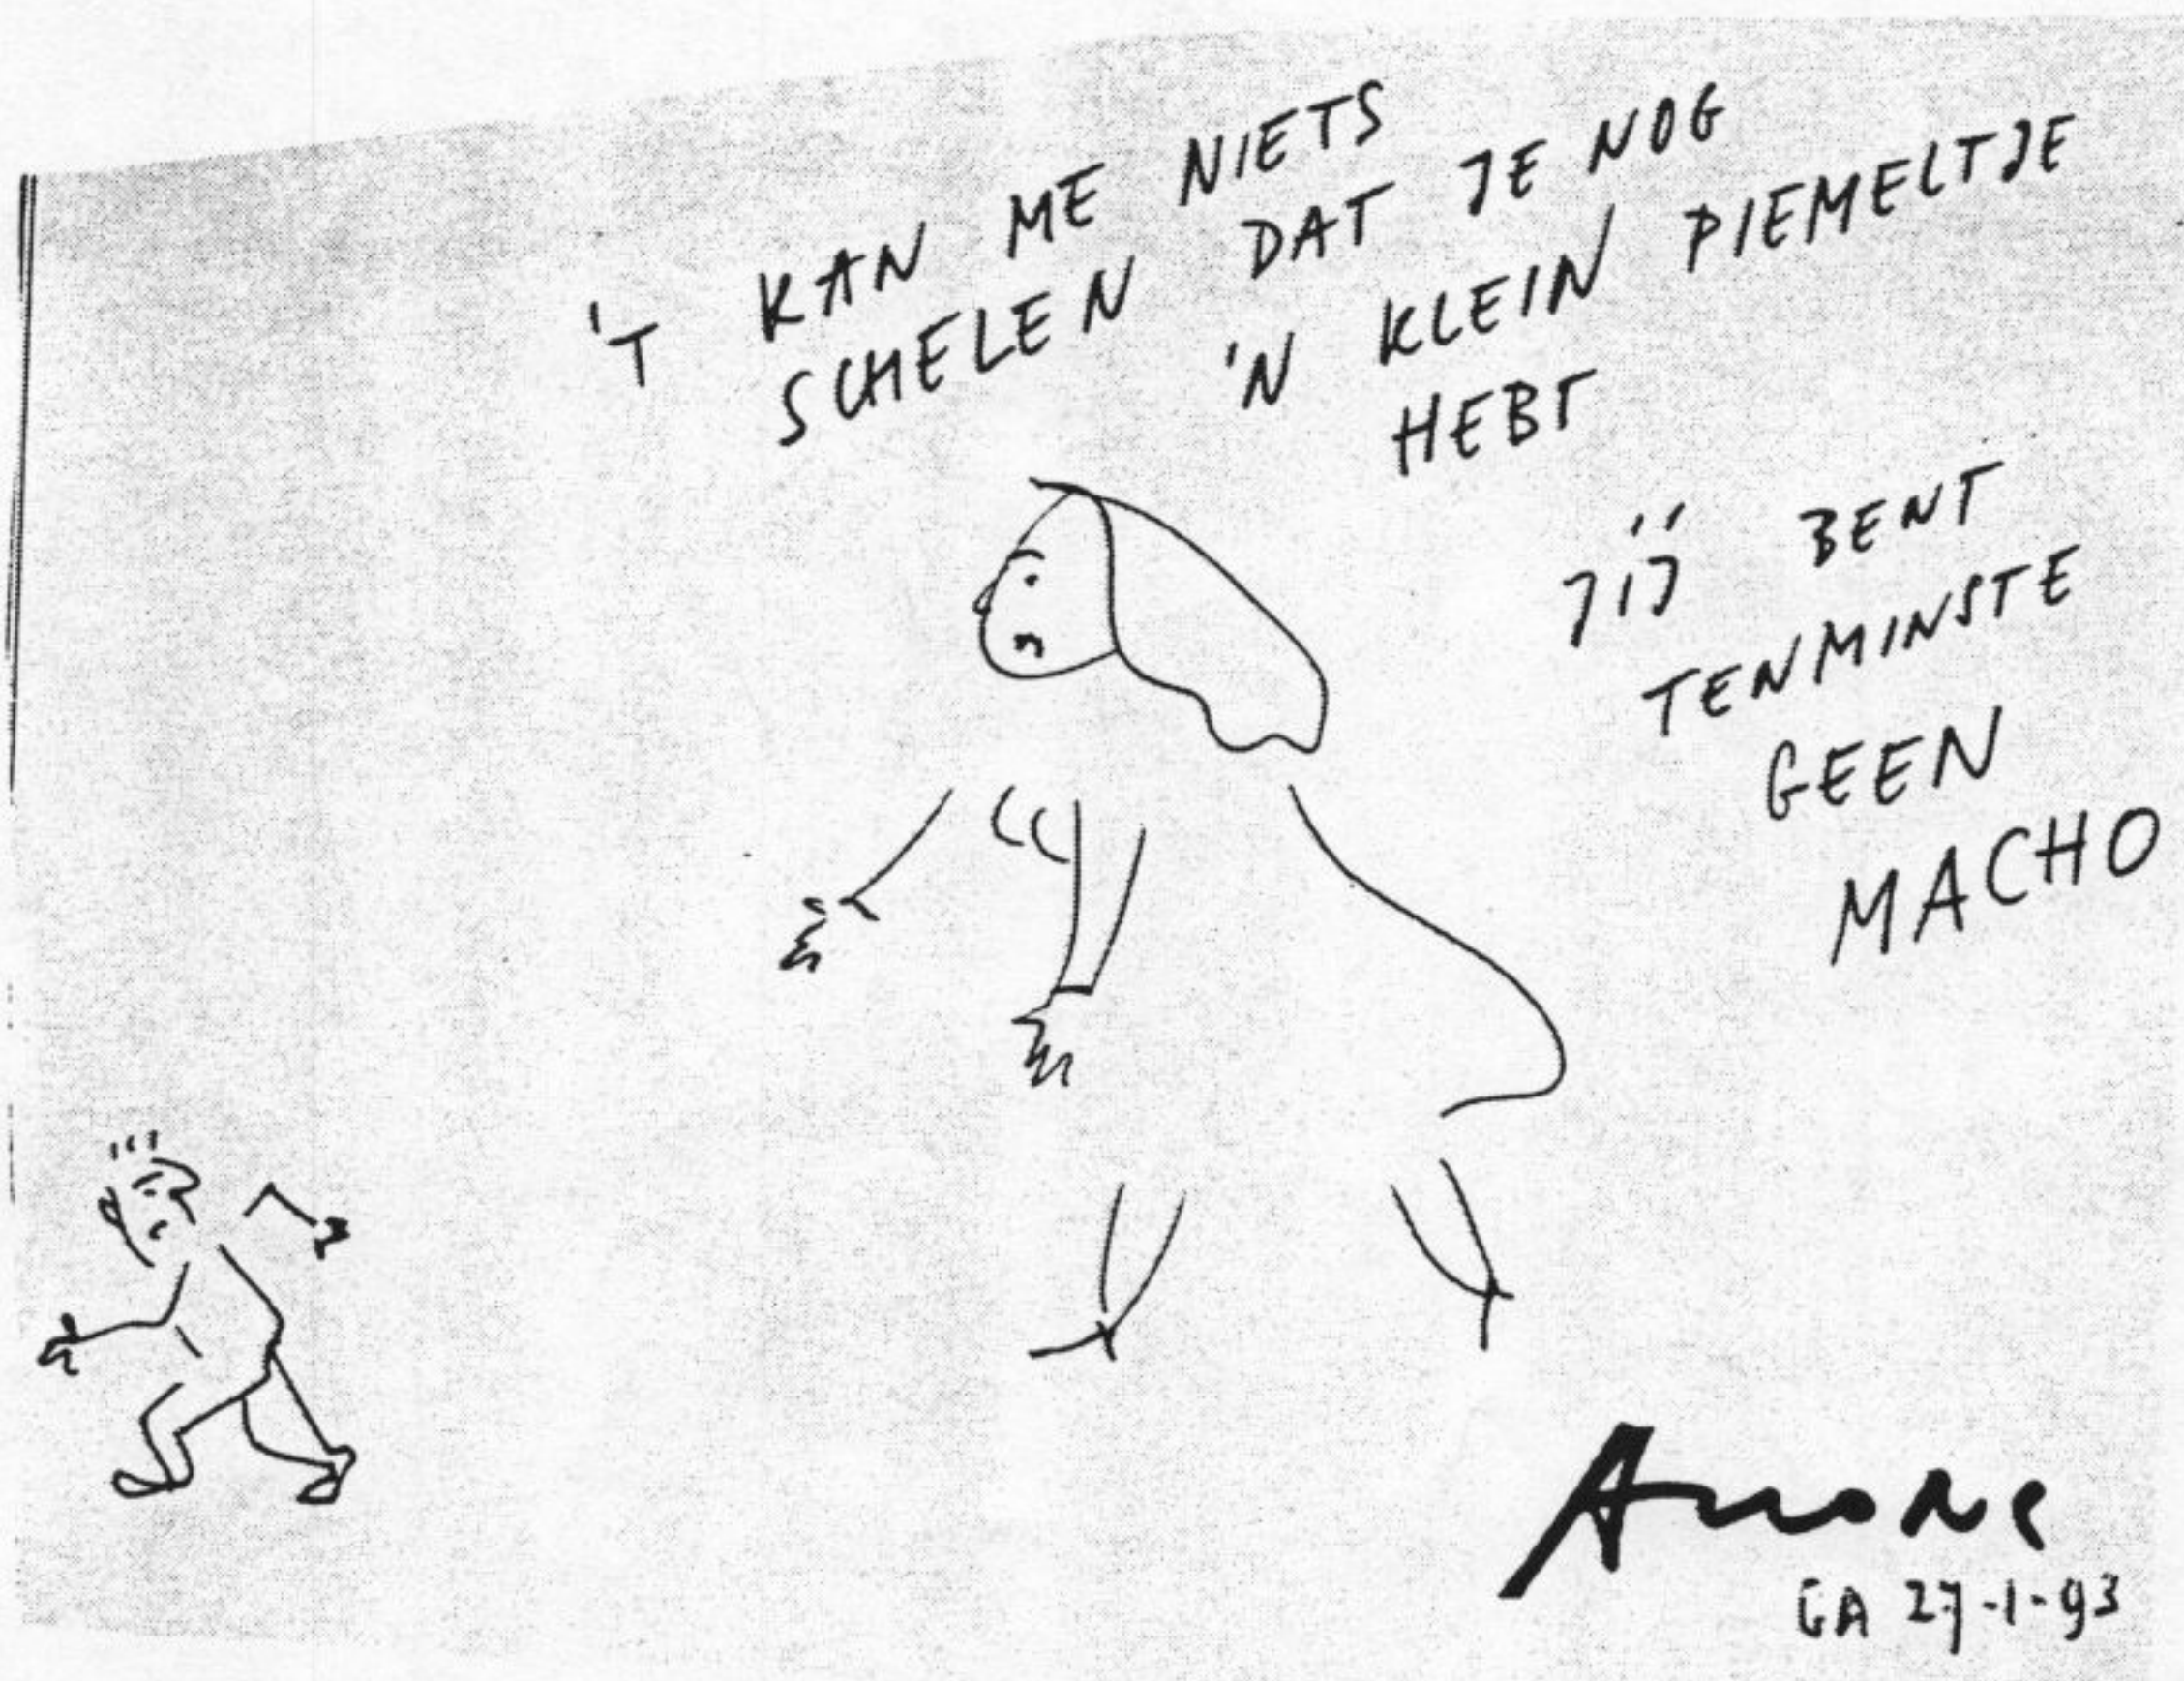 'T KAN ME NIETS
SCHELEN DAT JE NOG
'N KLEIN PIEMELTJE
HEBT
JIJ BENT
TENMINSTE
GEEN
MACHO
GA 27-1-93